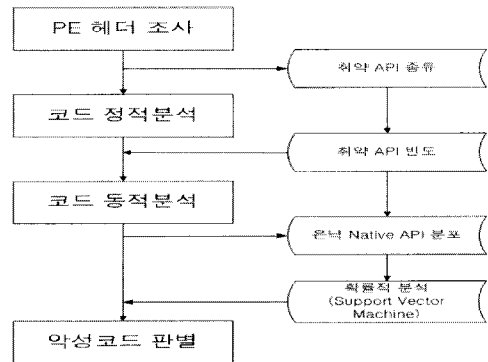 PE 헤더 조사
취약 API 종류
코드 정적분석
취약 API 빈도
코드 동적분석
은닉 Native API 분포
확률적 분석
(Support Vector
Machine)
악성코드 판별